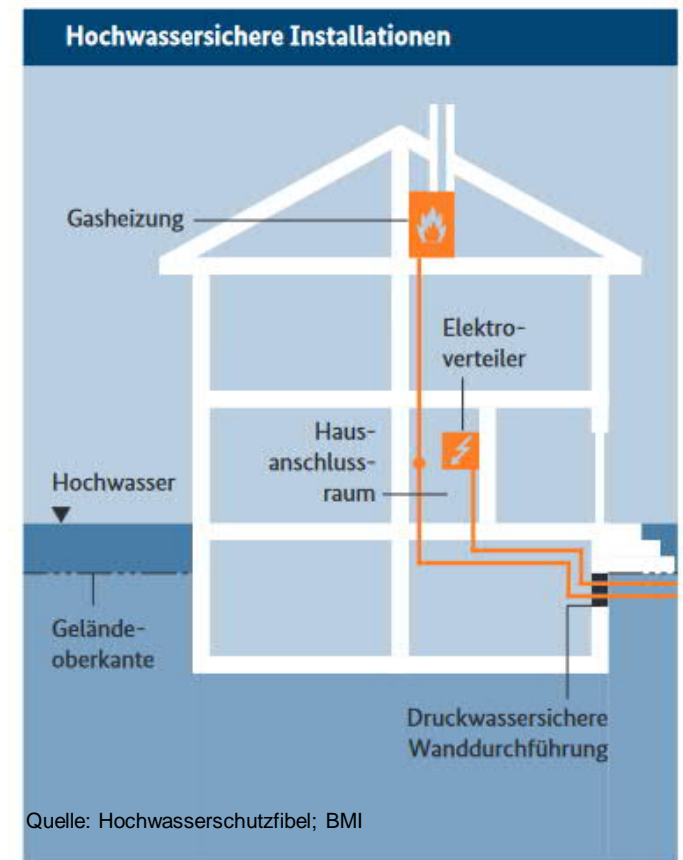 Hochwassersichere Installationen
Gasheizung
Elektro-
verteiler
Haus-
anschluss-
raum
Hochwasser
Gelände-
oberkante
Druckwassersichere
Wanddurchführung
Quelle: Hochwasserschutzfibel; BMI